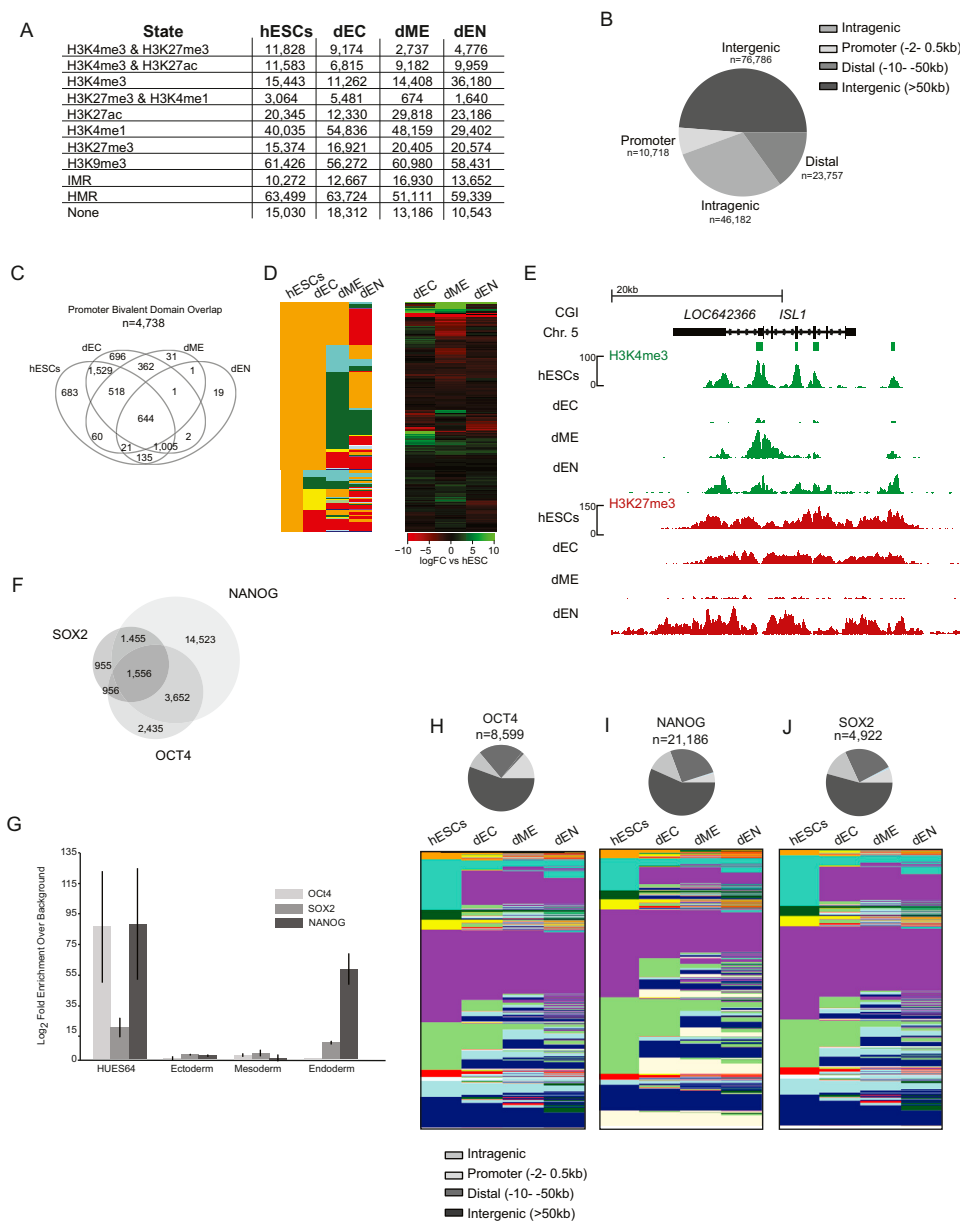 A
State hESCs dEC dME dEN
H3K4me3 & H3K27me3 11,828 9,174 2,737 4,776
H3K4me3 & H3K27ac 11,583 6,815 9,182 9,959
H3K4me3 15,443 11,262 14,408 36,180
H3K27me3 & H3K4me1 3,064 5,481 674 1,640
H3K27ac 20,345 12,330 29,818 23,186
H3K4me1 40,035 54,836 48,159 29,402
H3K27me3 15,374 16,921 20,405 20,574
H3K9me3 61,426 56,272 60,980 58,431
IMR 10,272 12,667 16,930 13,652
HMR 63,499 63,724 51,111 59,339
None 15,030 18,312 13,186 10,543
B
Intragenic
Promoter (-2- 0.5kb)
Distal (-10- -50kb)
Intergenic (>50kb)
Intergenic
n=76,786
Promoter
n=10,718
Distal
n=23,757
Intragenic
n=46,182
C
Promoter Bivalent Domain Overlap
n=4,738
dEC
dME
hESCs
dEN
696
31
1,529
362
1
683
518
1
19
644
60
21
1,005
2
135
D
hESCs
dEC
dME
dEN
dEC
dME
dEN
-10 -5 0 5 10
logFC vs hESC
E
20kb
CGI
LOC642366
ISL1
Chr. 5
H3K4me3
100
0
hESCs
dEC
dME
dEN
H3K27me3
150
0
hESCs
dEC
dME
dEN
F
NANOG
SOX2
OCT4
1.455
14,523
955
1,556
956
3,652
2,435
G
Log2 Fold Enrichment Over Background
135
115
95
75
55
35
15
0
OCt4
SOX2
NANOG
HUES64
Ectoderm
Mesoderm
Endoderm
H
OCT4
n=8,599
hESCs
dEC
dME
dEN
I
NANOG
n=21,186
hESCs
dEC
dME
dEN
J
SOX2
n=4,922
hESCs
dEC
dME
dEN
Intragenic
Promoter (-2- 0.5kb)
Distal (-10- -50kb)
Intergenic (>50kb)